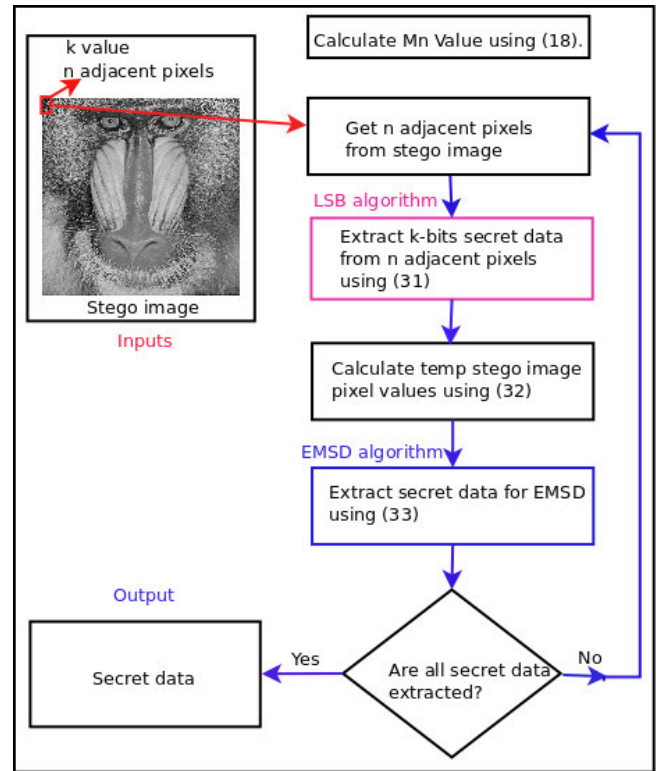 k value
n adjacent pixels
Stego image
Inputs
Calculate Mn Value using (18).
Get n adjacent pixels
from stego image
LSB algorithm
Extract k-bits secret data
from n adjacent pixels
using (31)
Calculate temp stego image
pixel values using (32)
EMSD algorithm
Extract secret data for EMSD
using (33)
Are all secret data
extracted?
No
Yes
Output
Secret data